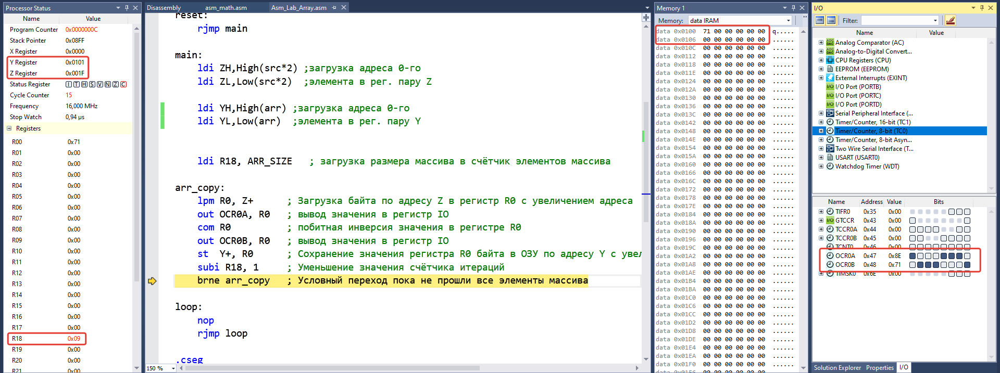 Processor Status
Name Value
Program Counter 0x0000000C
Stack Pointer 0x08FF
X Register 0x0000
Y Register 0x0101
Z Register 0x001F
Status Register I T H S V N Z C
Cycle Counter 15
Frequency 16,000 MHz
Stop Watch 0,94 µs
Registers
R00 0x71
R01 0x00
R02 0x00
R03 0x00
R04 0x00
R05 0x00
R06 0x00
R07 0x00
R08 0x00
R09 0x00
R10 0x00
R11 0x00
R12 0x00
R13 0x00
R14 0x00
R15 0x00
R16 0x00
R17 0x00
R18 0x09
R19 0x00
R20 0x00
R21 0x00
Disassembly asm_math.asm Asm_Lab_Array.asm
reset:
rjmp main
main:
ldi ZH,High(src*2) ;загрузка адреса 0-го
ldi ZL,Low(src*2) ;элемента в рег. пару Z
ldi YH,High(arr) ;загрузка адреса 0-го
ldi YL,Low(arr) ;элемента в рег. пару Y
ldi R18, ARR_SIZE ; загрузка размера массива в счётчик элементов массива
arr_copy:
lpm R0, Z+ ; Загрузка байта по адресу Z в регистр R0 с увеличением адреса
out OCR0A, R0 ; вывод значения в регистр IO
com R0 ; побитная инверсия значения в регистре R0
out OCR0B, R0 ; вывод значения в регистр IO
st Y+, R0 ; Сохранение значения регистра R0 байта в ОЗУ по адресу Y с увел
subi R18, 1 ; Уменьшение значения счётчика итераций
brne arr_copy ; Условный переход пока не прошли все элементы массива
loop:
nop
rjmp loop
.cseg
150 %
Memory 1
Memory: data IRAM
data 0x0100 71 00 00 00 00 00 q.....
data 0x0106 00 00 00 00 00 00 ......
data 0x010C 00 00 00 00 00 00 ......
data 0x0112 00 00 00 00 00 00 ......
data 0x0118 00 00 00 00 00 00 ......
data 0x011E 00 00 00 00 00 00 ......
data 0x0124 00 00 00 00 00 00 ......
data 0x012A 00 00 00 00 00 00 ......
data 0x0130 00 00 00 00 00 00 ......
data 0x0136 00 00 00 00 00 00 ......
data 0x013C 00 00 00 00 00 00 ......
data 0x0142 00 00 00 00 00 00 ......
data 0x0148 00 00 00 00 00 00 ......
data 0x014E 00 00 00 00 00 00 ......
data 0x0154 00 00 00 00 00 00 ......
data 0x015A 00 00 00 00 00 00 ......
data 0x0160 00 00 00 00 00 00 ......
data 0x0166 00 00 00 00 00 00 ......
data 0x016C 00 00 00 00 00 00 ......
data 0x0172 00 00 00 00 00 00 ......
data 0x0178 00 00 00 00 00 00 ......
data 0x017E 00 00 00 00 00 00 ......
data 0x0184 00 00 00 00 00 00 ......
data 0x018A 00 00 00 00 00 00 ......
data 0x0190 00 00 00 00 00 00 ......
data 0x0196 00 00 00 00 00 00 ......
data 0x019C 00 00 00 00 00 00 ......
data 0x01A2 00 00 00 00 00 00 ......
data 0x01A8 00 00 00 00 00 00 ......
data 0x01AE 00 00 00 00 00 00 ......
data 0x01B4 00 00 00 00 00 00 ......
data 0x01BA 00 00 00 00 00 00 ......
data 0x01C0 00 00 00 00 00 00 ......
data 0x01C6 00 00 00 00 00 00 ......
data 0x01CC 00 00 00 00 00 00 ......
data 0x01D2 00 00 00 00 00 00 ......
data 0x01D8 00 00 00 00 00 00 ......
data 0x01DE 00 00 00 00 00 00 ......
data 0x01E4 00 00 00 00 00 00 ......
data 0x01EA 00 00 00 00 00 00 ......
data 0x01F0 00 00 00 00 00 00 ......
data 0x01F6 00 00 00 00 00 00 ......
I/O
Filter:
Name Value
Analog Comparator (AC)
Analog-to-Digital Convert...
CPU Registers (CPU)
EEPROM (EEPROM)
External Interrupts (EXINT)
I/O Port (PORTB)
I/O Port (PORTC)
I/O Port (PORTD)
Serial Peripheral Interface (...
Timer/Counter, 16-bit (TC1)
Timer/Counter, 8-bit (TC0)
Timer/Counter, 8-bit Asyn...
Two Wire Serial Interface (T...
USART (USART0)
Watchdog Timer (WDT)
Name Address Value Bits
TIFR0 0x35 0x00
GTCCR 0x43 0x00
TCCR0A 0x44 0x00
TCCR0B 0x45 0x00
TCNT0 0x46 0x00
OCR0A 0x47 0x8E
OCR0B 0x48 0x71
TIMSK0 0x6E 0x00
Solution Explorer Properties I/O